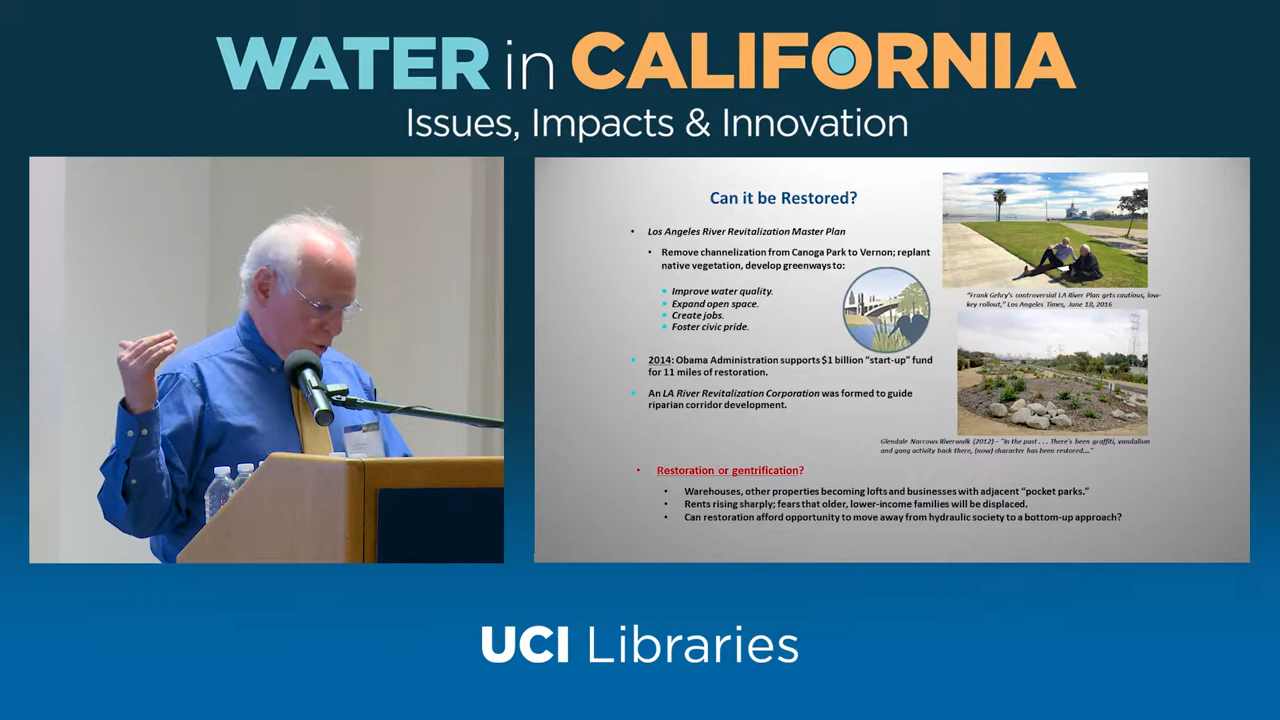 WATER in CALIFORNIA
Issues, Impacts & Innovation
Can it be Restored?
• Los Angeles River Revitalization Master Plan
• Remove channelization from Canoga Park to Vernon; replant
native vegetation, develop greenways to:
Improve water quality.
Expand open space.
Create jobs.
Foster civic pride.
2014: Obama Administration supports $1 billion “start-up” fund
for 11 miles of restoration.
An LA River Revitalization Corporation was formed to guide
riparian corridor development.
“Frank Gehry's controversial LA River Plan gets cautious, low-
key rollout,” Los Angeles Times, June 18, 2016
Glendale Narrows Riverwalk (2012) – “in the past . . . There's been graffiti, vandalism
and gang activity back there, (now) character has been restored....”
• Restoration or gentrification?
• Warehouses, other properties becoming lofts and businesses with adjacent “pocket parks.”
• Rents rising sharply; fears that older, lower-income families will be displaced.
• Can restoration afford opportunity to move away from hydraulic society to a bottom-up approach?
UCI Libraries